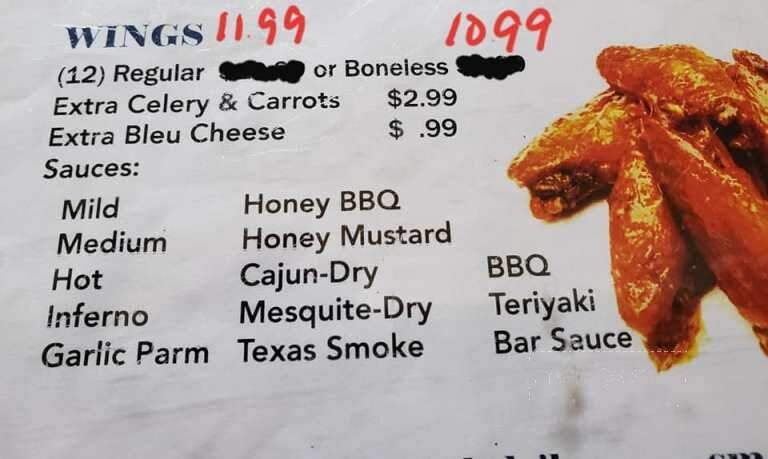 WINGS 11.99 1099
(12) Regular or Boneless
Extra Celery & Carrots $2.99
Extra Bleu Cheese $ .99
Sauces:
Mild Honey BBQ
Medium Honey Mustard
Hot Cajun-Dry BBQ
Inferno Mesquite-Dry Teriyaki
Garlic Parm Texas Smoke Bar Sauce